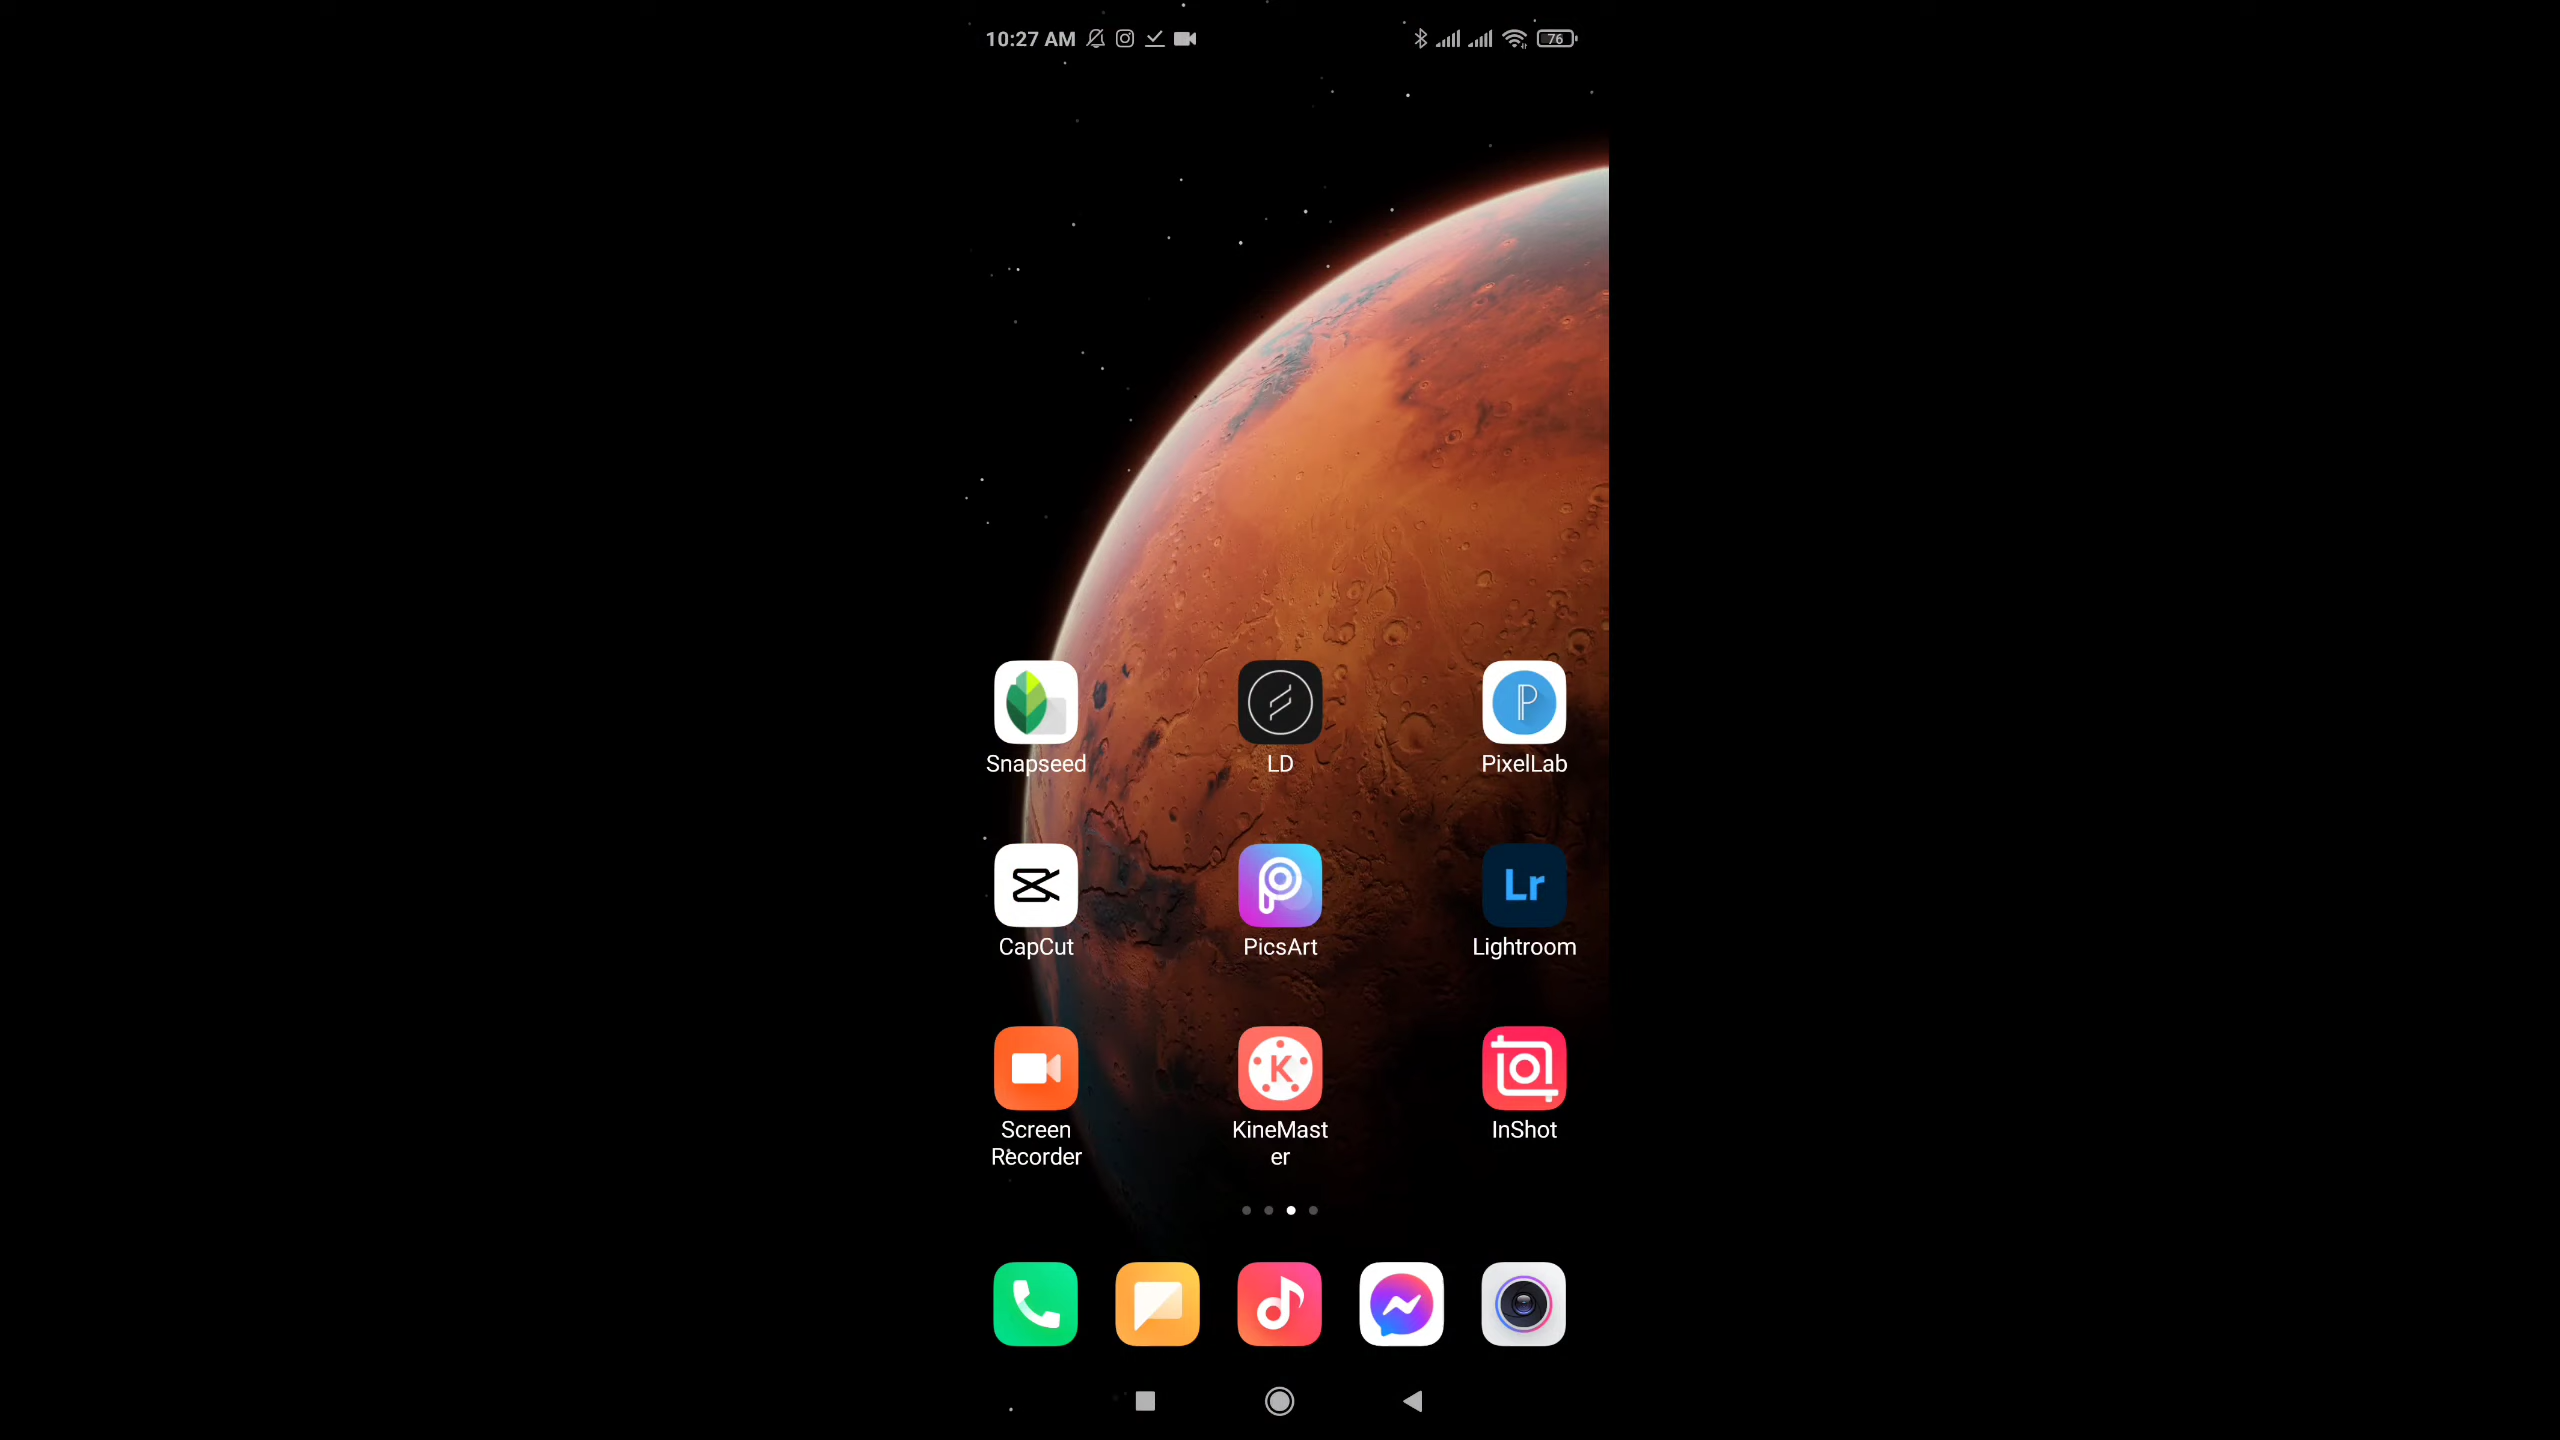 10:27 AM
76
Snapseed
LD
PixelLab
CapCut
PicsArt
Lr
Lightroom
K
Screen
Recorder
KineMast
er
InShot